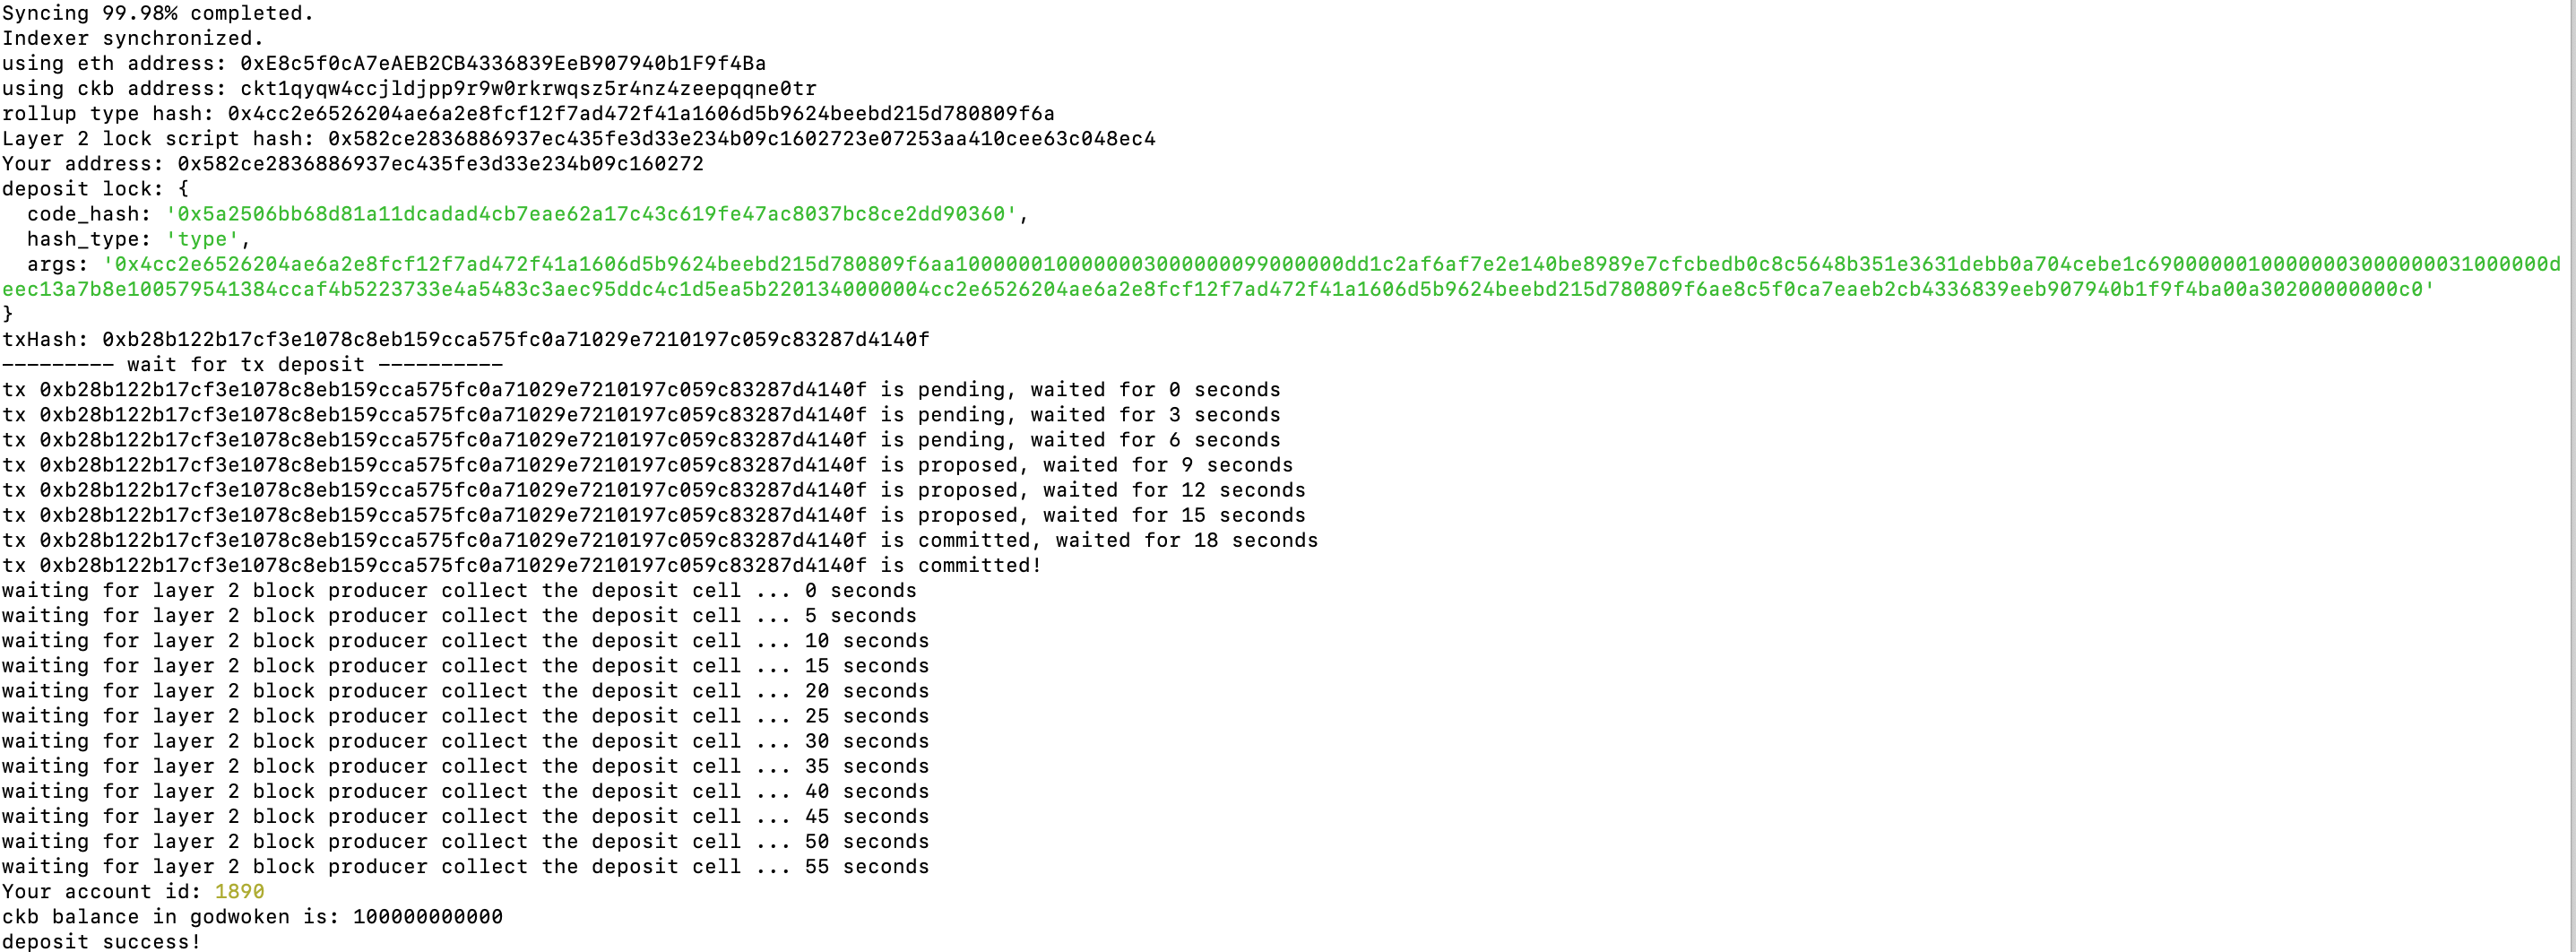 Syncing 99.98% completed.
Indexer synchronized.
using eth address: 0xE8c5f0cA7eAEB2CB4336839EeB907940b1F9f4Ba
using ckb address: ckt1qyqw4ccjldjpp9r9w0rkrwqsz5r4nz4zeepqqne0tr
rollup type hash: 0x4cc2e6526204ae6a2e8fcf12f7ad472f41a1606d5b9624beebd215d780809f6a
Layer 2 lock script hash: 0x582ce2836886937ec435fe3d33e234b09c1602723e07253aa410cee63c048ec4
Your address: 0x582ce2836886937ec435fe3d33e234b09c160272
deposit lock: {
  code_hash: '0x5a2506bb68d81a11dcadad4cb7eae62a17c43c619fe47ac8037bc8ce2dd90360',
  hash_type: 'type',
  args: '0x4cc2e6526204ae6a2e8fcf12f7ad472f41a1606d5b9624beebd215d780809f6aa1000000100000003000000099000000dd1c2af6af7e2e140be8989e7cfcbedb0c8c5648b351e3631debb0a704cebe1c690000001000000030000000031000000d
eec13a7b8e100579541384ccaf4b5223733e4a5483c3aec95ddc4c1d5ea5b2201340000004cc2e6526204ae6a2e8fcf12f7ad472f41a1606d5b9624beebd215d780809f6ae8c5f0ca7eaeb2cb4336839eeb907940b1f9f4ba00a30200000000c0'
}
txHash: 0xb28b122b17cf3e1078c8eb159cca575fc0a71029e7210197c059c83287d4140f
--------- wait for tx deposit ----------
tx 0xb28b122b17cf3e1078c8eb159cca575fc0a71029e7210197c059c83287d4140f is pending, waited for 0 seconds
tx 0xb28b122b17cf3e1078c8eb159cca575fc0a71029e7210197c059c83287d4140f is pending, waited for 3 seconds
tx 0xb28b122b17cf3e1078c8eb159cca575fc0a71029e7210197c059c83287d4140f is pending, waited for 6 seconds
tx 0xb28b122b17cf3e1078c8eb159cca575fc0a71029e7210197c059c83287d4140f is proposed, waited for 9 seconds
tx 0xb28b122b17cf3e1078c8eb159cca575fc0a71029e7210197c059c83287d4140f is proposed, waited for 12 seconds
tx 0xb28b122b17cf3e1078c8eb159cca575fc0a71029e7210197c059c83287d4140f is proposed, waited for 15 seconds
tx 0xb28b122b17cf3e1078c8eb159cca575fc0a71029e7210197c059c83287d4140f is committed, waited for 18 seconds
tx 0xb28b122b17cf3e1078c8eb159cca575fc0a71029e7210197c059c83287d4140f is committed!
waiting for layer 2 block producer collect the deposit cell ... 0 seconds
waiting for layer 2 block producer collect the deposit cell ... 5 seconds
waiting for layer 2 block producer collect the deposit cell ... 10 seconds
waiting for layer 2 block producer collect the deposit cell ... 15 seconds
waiting for layer 2 block producer collect the deposit cell ... 20 seconds
waiting for layer 2 block producer collect the deposit cell ... 25 seconds
waiting for layer 2 block producer collect the deposit cell ... 30 seconds
waiting for layer 2 block producer collect the deposit cell ... 35 seconds
waiting for layer 2 block producer collect the deposit cell ... 40 seconds
waiting for layer 2 block producer collect the deposit cell ... 45 seconds
waiting for layer 2 block producer collect the deposit cell ... 50 seconds
waiting for layer 2 block producer collect the deposit cell ... 55 seconds
Your account id: 1890
ckb balance in godwoken is: 100000000000
deposit success!